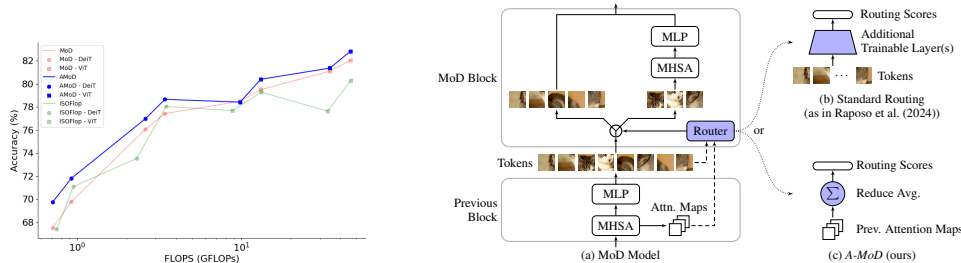 82
80
78
76
74
72
70
68
Accuracy (%)
MoD
MoD - DeiT
MoD - ViT
AMoD
AMoD - DeiT
AMoD - ViT
ISOFlop
ISOFlop - DeiT
ISOFlop - ViT
10⁰
10¹
FLOPS (GFLOPs)
MoD Block
MLP
MHSA
Router
or
Tokens
Previous
Block
MLP
MHSA
Attn. Maps
(a) MoD Model
Routing Scores
Additional
Trainable Layer(s)
Tokens
(b) Standard Routing
(as in Raposo et al. (2024))
Routing Scores
Σ
Reduce Avg.
Prev. Attention Maps
(c) A-MoD (ours)